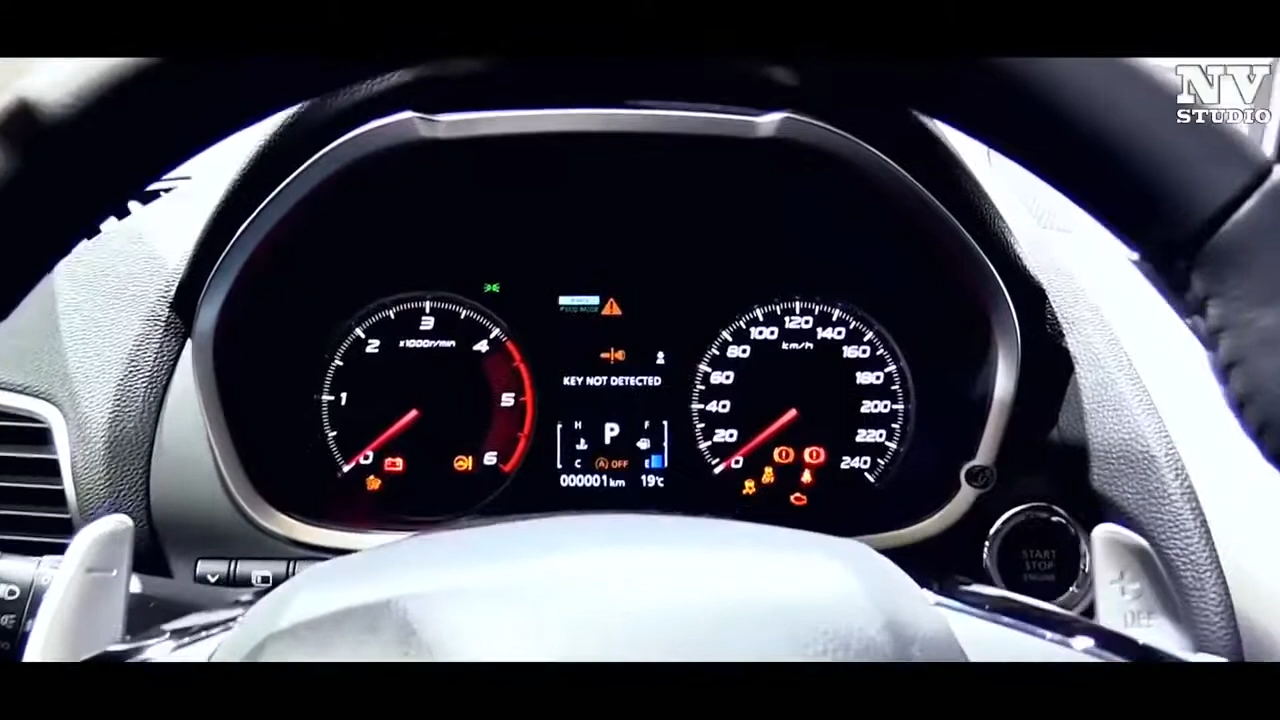 NV
STUDIO
3
2
x1000r/min
4
1
5
0
6
KEY NOT DETECTED
H
P
F
C
A OFF
E
000001km
19℃
120
100
140
km/h
80
160
60
180
40
200
20
220
0
240
START
STOP
ENGINE
+
OFF